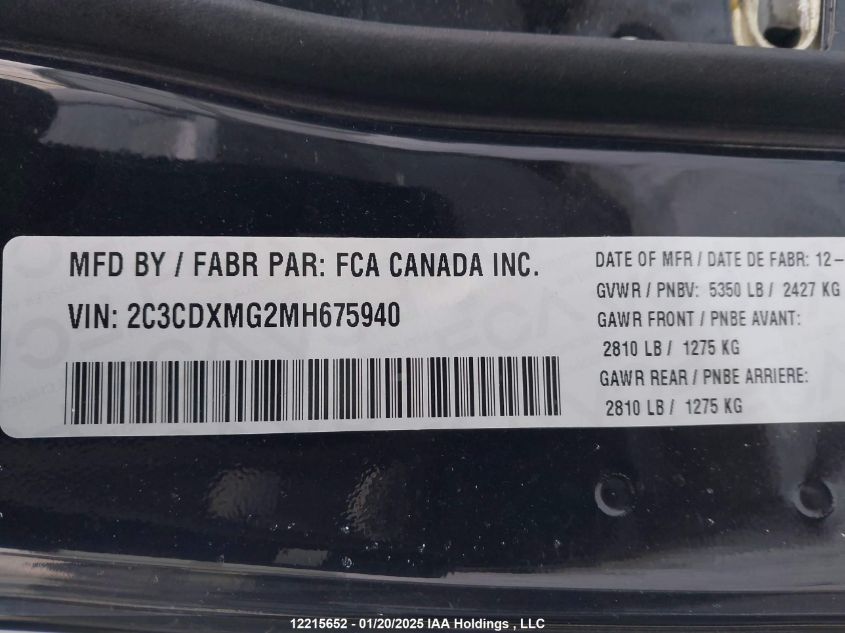 MFD BY / FABR PAR: FCA CANADA INC.
VIN: 2C3CDXMG2MH675940
DATE OF MFR / DATE DE FABR: 12-
GVWR / PNBV: 5350 LB / 2427 KG
GAWR FRONT / PNBE AVANT:
2810 LB / 1275 KG
GAWR REAR / PNBE ARRIERE:
2810 LB / 1275 KG
12215652 - 01/20/2025 IAA Holdings , LLC